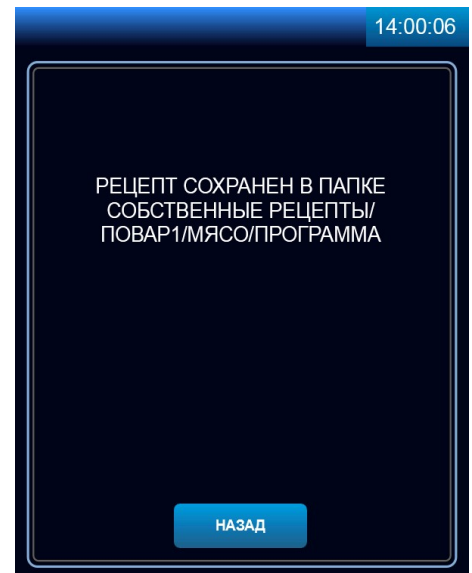 14:00:06
РЕЦЕПТ СОХРАНЕН В ПАПКЕ
СОБСТВЕННЫЕ РЕЦЕПТЫ/
ПОВАР1/МЯСО/ПРОГРАММА
НАЗАД